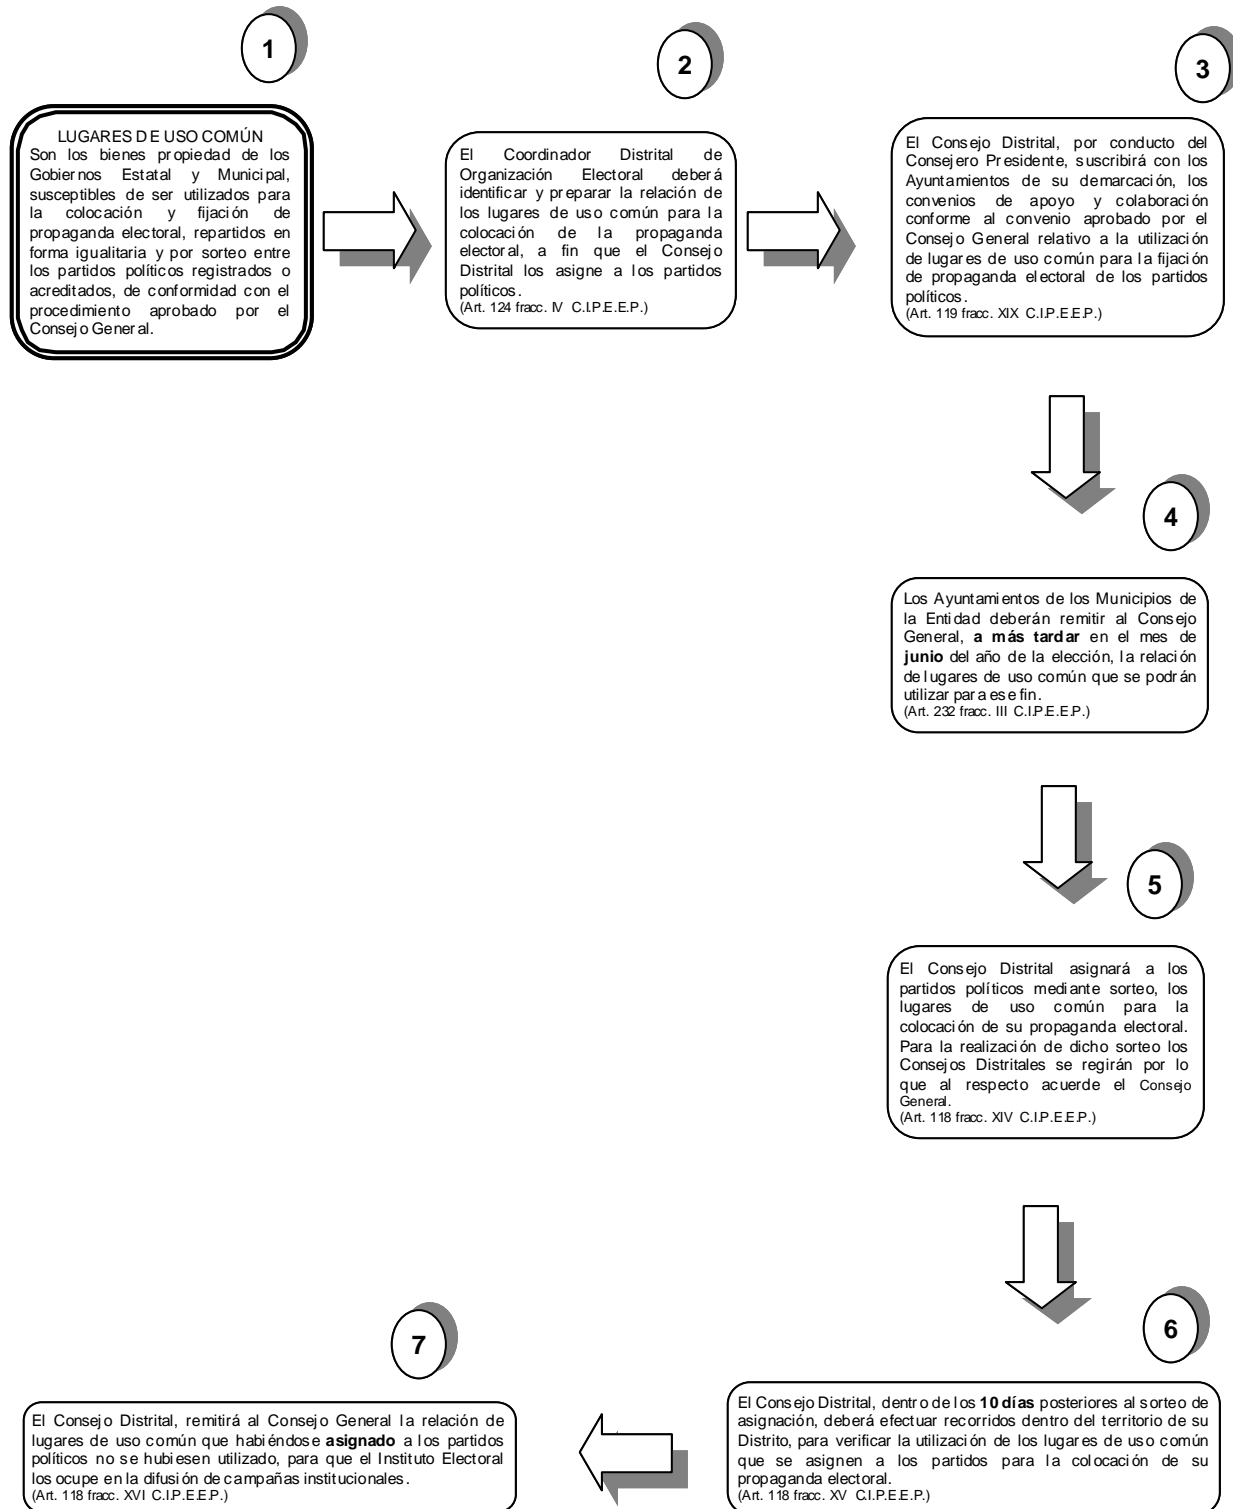 1
LUGARES DE USO COMÚN
Son los bienes propiedad de los
Gobiernos Estatal y Municipal,
susceptibles de ser utilizados para
la colocación y fijación de
propaganda electoral, repartidos en
forma igualitaria y por sorteo entre
los partidos políticos registrados o
acreditados, de conformidad con el
procedimiento aprobado por el
Consejo General.
2
El Coordinador Distrital de
Organización Electoral deberá
identificar y preparar la relación de
los lugares de uso común para la
colocación de la propaganda
electoral, a fin que el Consejo
Distrital los asigne a los partidos
políticos.
(Art. 124 fracc. IV C.I.P.E.E.P.)
3
El Consejo Distrital, por conducto del
Consejero Presidente, suscribirá con los
Ayuntamientos de su demarcación, los
convenios de apoyo y colaboración
conforme al convenio aprobado por el
Consejo General relativo a la utilización
de lugares de uso común para la fijación
de propaganda electoral de los partidos
políticos.
(Art. 119 fracc. XIX C.I.P.E.E.P.)
4
Los Ayuntamientos de los Municipios de
la Entidad deberán remitir al Consejo
General, a más tardar en el mes de
junio del año de la elección, la relación
de lugares de uso común que se podrán
utilizar para ese fin.
(Art. 232 fracc. III C.I.P.E.E.P.)
5
El Consejo Distrital asignará a los
partidos políticos mediante sorteo, los
lugares de uso común para la
colocación de su propaganda electoral.
Para la realización de dicho sorteo los
Consejos Distritales se regirán por lo
que al respecto acuerde el Consejo
General.
(Art. 118 fracc. XIV C.I.P.E.E.P.)
6
El Consejo Distrital, dentro de los 10 días posteriores al sorteo de
asignación, deberá efectuar recorridos dentro del territorio de su
Distrito, para verificar la utilización de los lugares de uso común
que se asignen a los partidos para la colocación de su
propaganda electoral.
(Art. 118 fracc. XV C.I.P.E.E.P.)
7
El Consejo Distrital, remitirá al Consejo General la relación de
lugares de uso común que habiéndose asignado a los partidos
políticos no se hubiesen utilizado, para que el Instituto Electoral
los ocupe en la difusión de campañas institucionales.
(Art. 118 fracc. XVI C.I.P.E.E.P.)